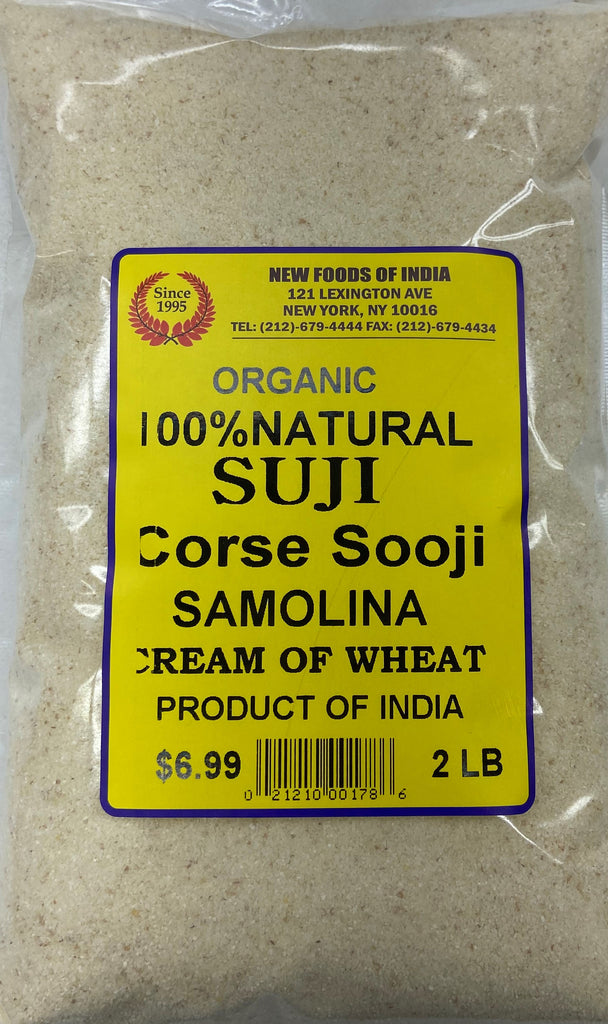 Since
1995
NEW FOODS OF INDIA
121 LEXINGTON AVE
NEW YORK, NY 10016
TEL: (212)-679-4444 FAX: (212)-679-4434
ORGANIC
100%NATURAL
SUJI
Corse Sooji
SAMOLINA
CREAM OF WHEAT
PRODUCT OF INDIA
$6.99
2 LB
0 21210 00178 6